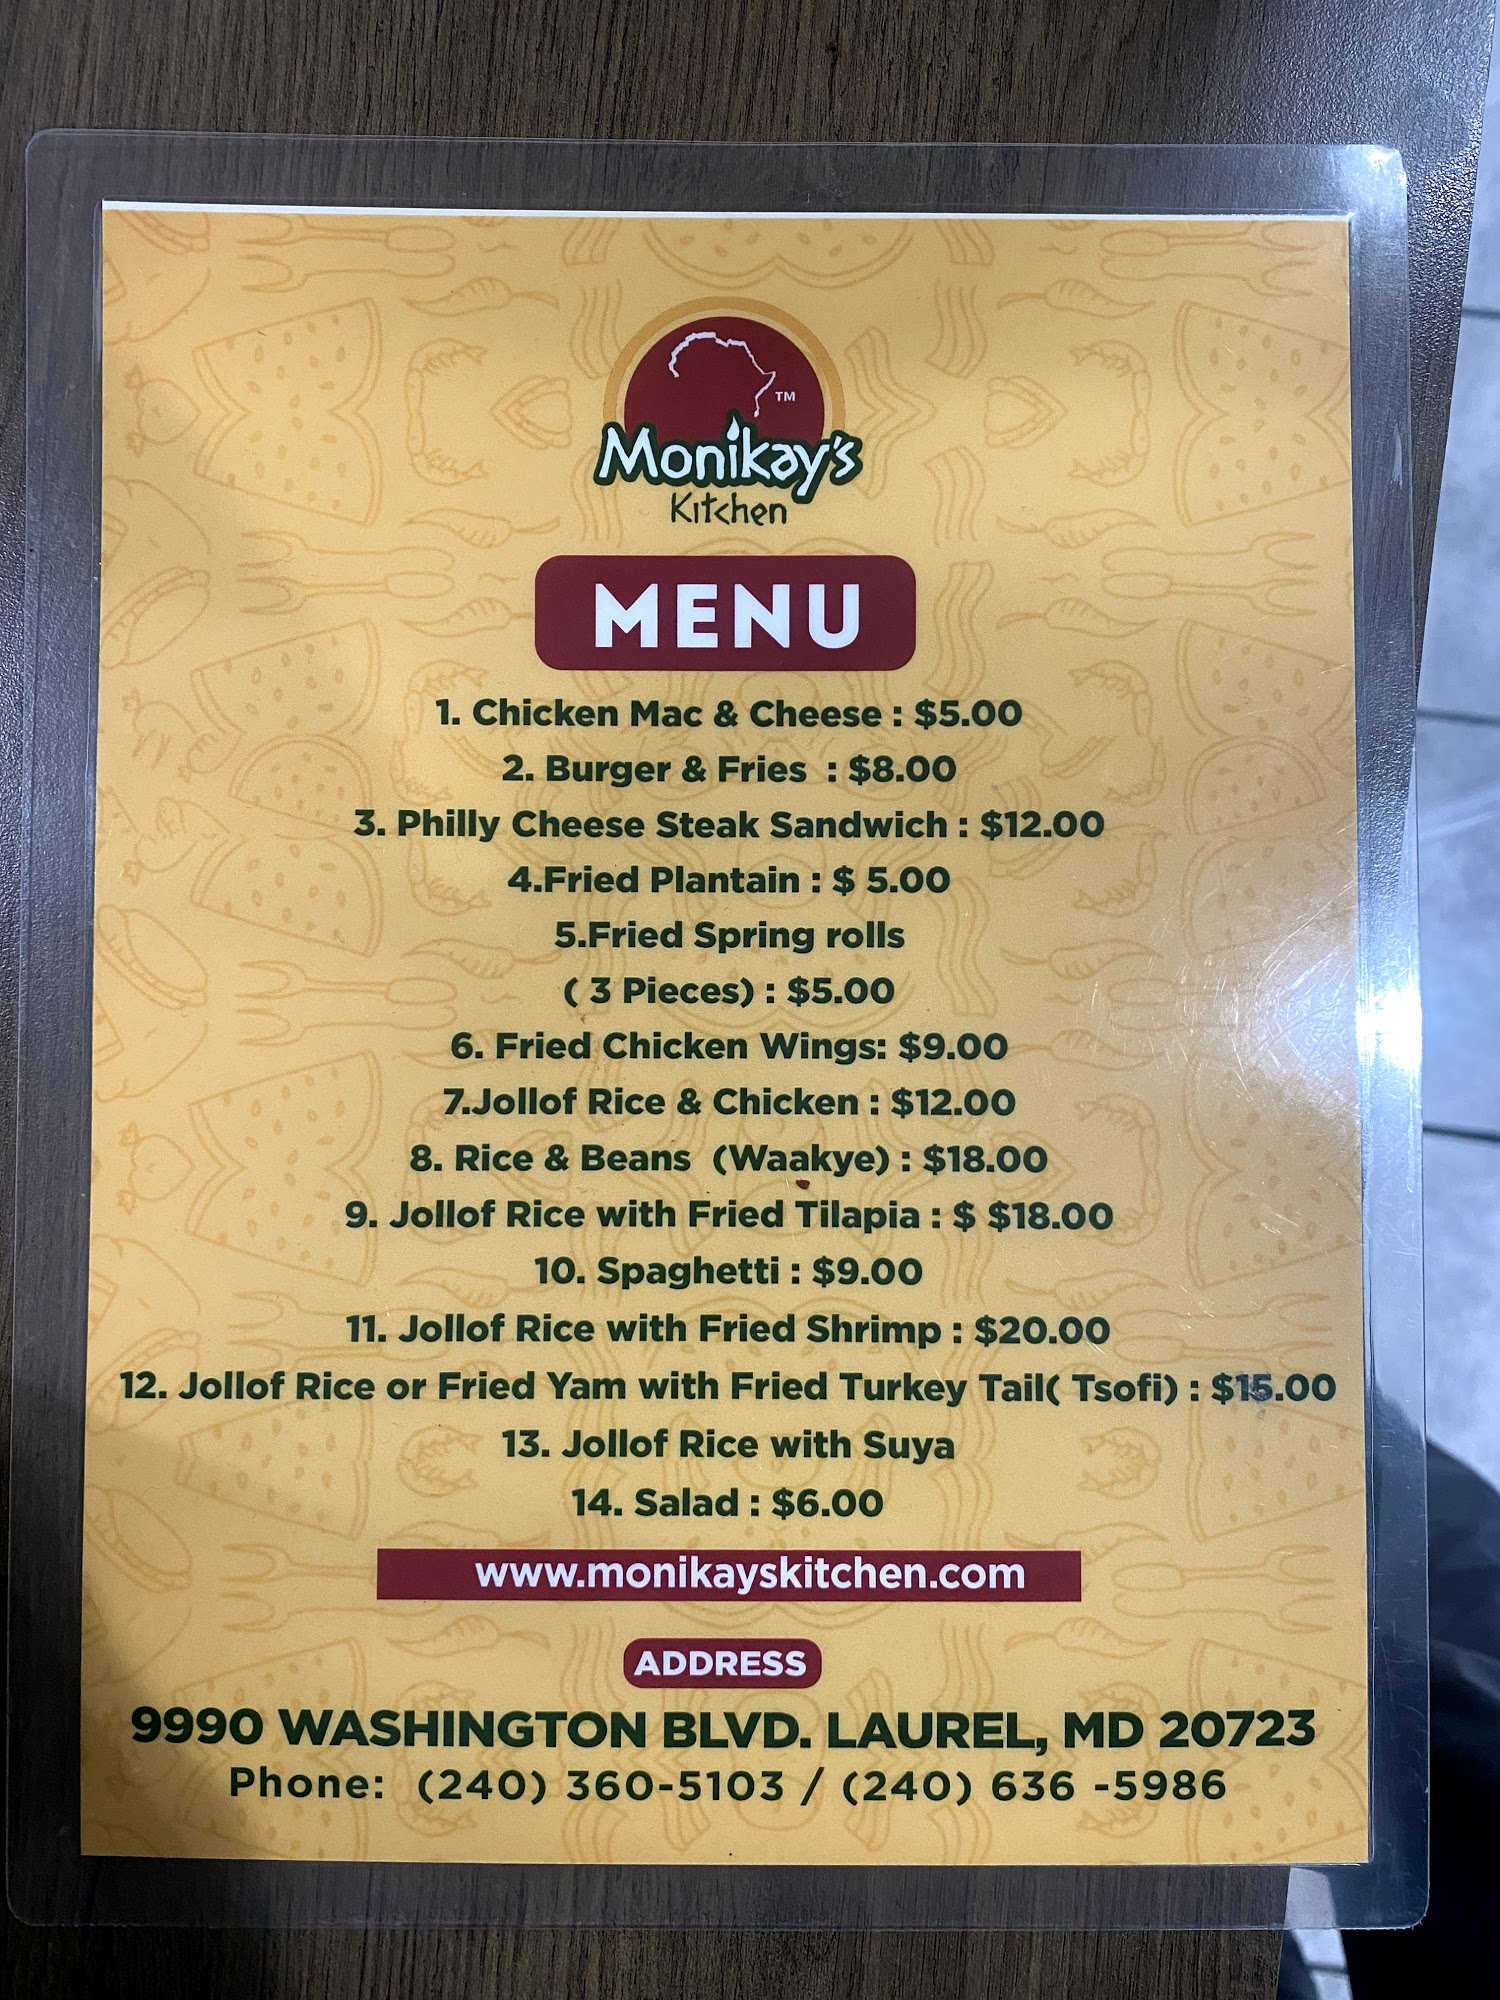 TM
Monikay's
Kitchen
MENU
1. Chicken Mac & Cheese : $5.00
2. Burger & Fries : $8.00
3. Philly Cheese Steak Sandwich : $12.00
4.Fried Plantain : $ 5.00
5.Fried Spring rolls
( 3 Pieces) : $5.00
6. Fried Chicken Wings: $9.00
7.Jollof Rice & Chicken : $12.00
8. Rice & Beans (Waakye) : $18.00
9. Jollof Rice with Fried Tilapia : $ $18.00
10. Spaghetti : $9.00
11. Jollof Rice with Fried Shrimp : $20.00
12. Jollof Rice or Fried Yam with Fried Turkey Tail( Tsofi) : $15.00
13. Jollof Rice with Suya
14. Salad : $6.00
www.monikayskitchen.com
ADDRESS
9990 WASHINGTON BLVD. LAUREL, MD 20723
Phone: (240) 360-5103 / (240) 636 -5986